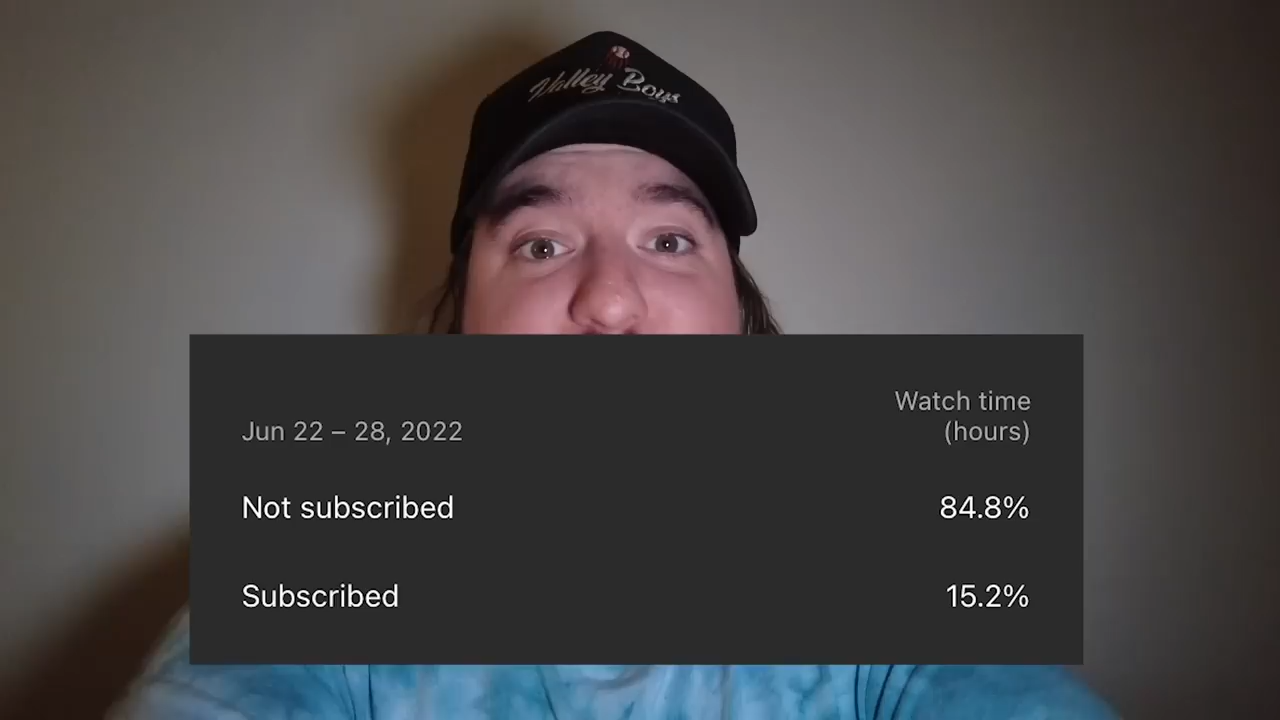 Valley Boys
Watch time
Jun 22 – 28, 2022 (hours)
Not subscribed 84.8%
Subscribed 15.2%